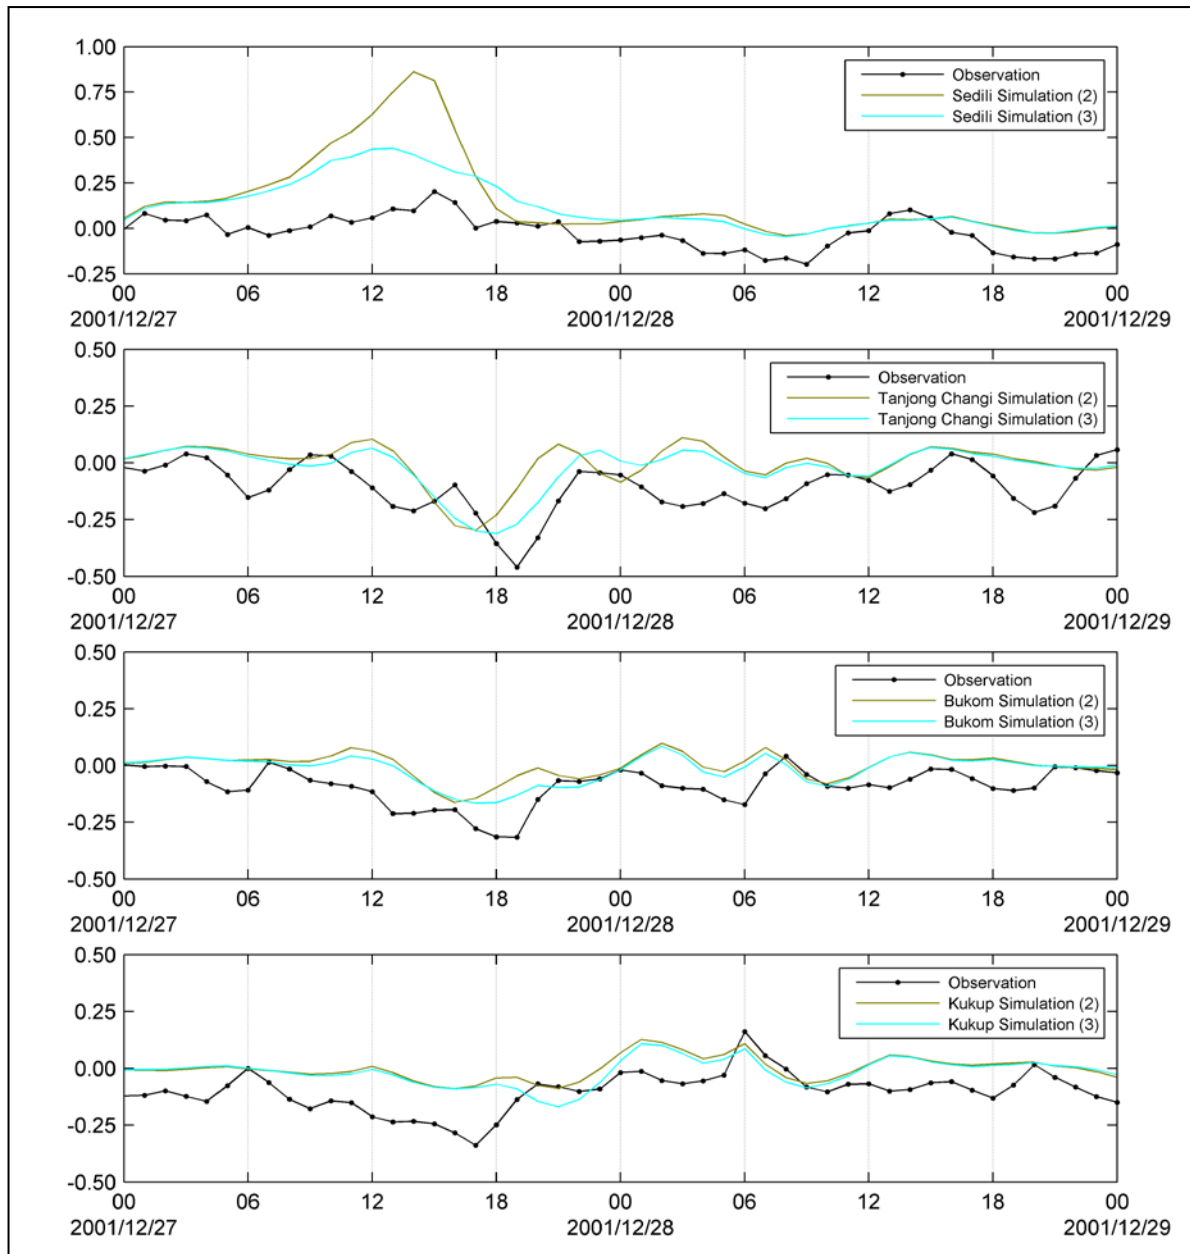 1.00
0.75
0.50
0.25
0.00
-0.25
Observation
Sedili Simulation (2)
Sedili Simulation (3)
00 06 12 18 00 06 12 18 00
2001/12/27 2001/12/28 2001/12/29
0.50
0.25
0.00
-0.25
-0.50
Observation
Tanjong Changi Simulation (2)
Tanjong Changi Simulation (3)
00 06 12 18 00 06 12 18 00
2001/12/27 2001/12/28 2001/12/29
0.50
0.25
0.00
-0.25
-0.50
Observation
Bukom Simulation (2)
Bukom Simulation (3)
00 06 12 18 00 06 12 18 00
2001/12/27 2001/12/28 2001/12/29
0.50
0.25
0.00
-0.25
-0.50
Observation
Kukup Simulation (2)
Kukup Simulation (3)
00 06 12 18 00 06 12 18 00
2001/12/27 2001/12/28 2001/12/29